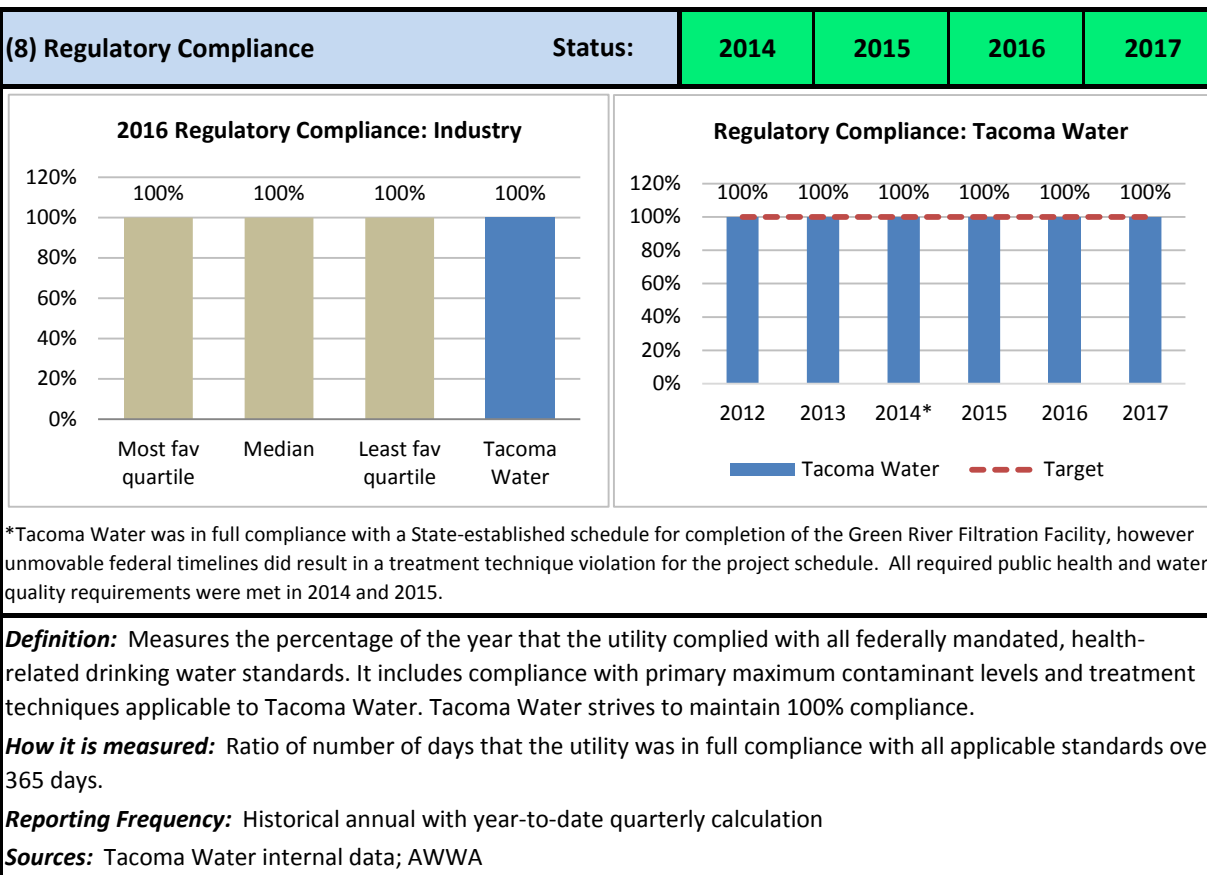 (8) Regulatory Compliance Status: 2014 2015 2016 2017
2016 Regulatory Compliance: Industry
120%
100%
80%
60%
40%
20%
0%
100% 100% 100% 100%
Most fav quartile
Median
Least fav quartile
Tacoma Water
Regulatory Compliance: Tacoma Water
120%
100%
80%
60%
40%
20%
0%
100% 100% 100% 100% 100% 100%
2012 2013 2014* 2015 2016 2017
Tacoma Water Target
*Tacoma Water was in full compliance with a State-established schedule for completion of the Green River Filtration Facility, however
unmovable federal timelines did result in a treatment technique violation for the project schedule. All required public health and water
quality requirements were met in 2014 and 2015.
Definition: Measures the percentage of the year that the utility complied with all federally mandated, health-
related drinking water standards. It includes compliance with primary maximum contaminant levels and treatment
techniques applicable to Tacoma Water. Tacoma Water strives to maintain 100% compliance.
How it is measured: Ratio of number of days that the utility was in full compliance with all applicable standards ove
365 days.
Reporting Frequency: Historical annual with year-to-date quarterly calculation
Sources: Tacoma Water internal data; AWWA